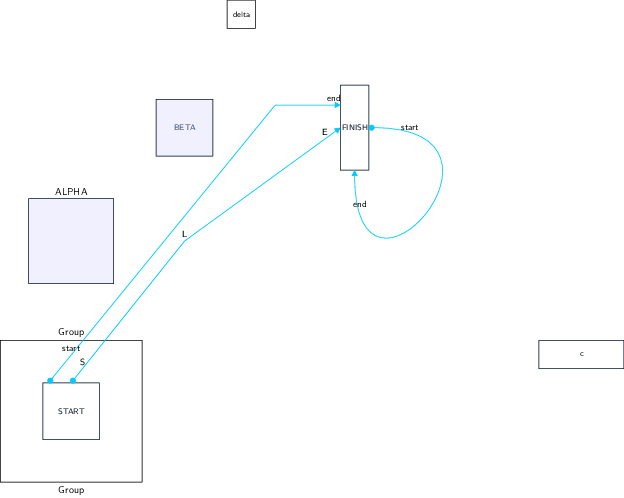 delta
end
BETA
E
FINISH
start
ALPHA
end
L
Group
start
S
c
START
Group